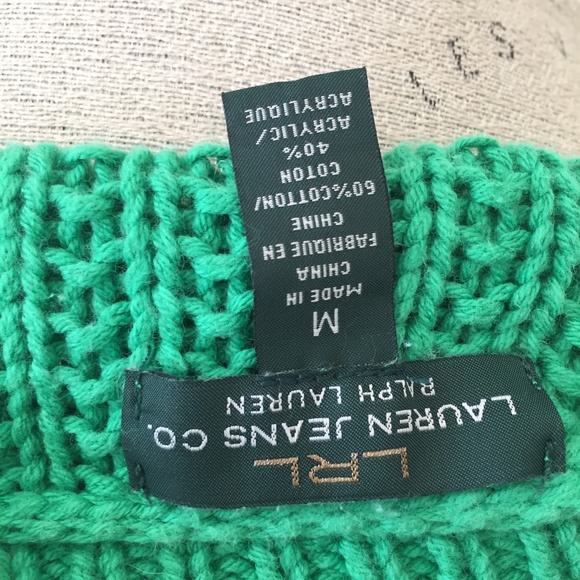 LRL
LAUREN JEANS CO.
RALPH LAUREN
M
MADE IN
CHINA
FABRIQUE EN
CHINE
60%COTTON/
COTON
40%
ACRYLIC/
ACRYLIQUE